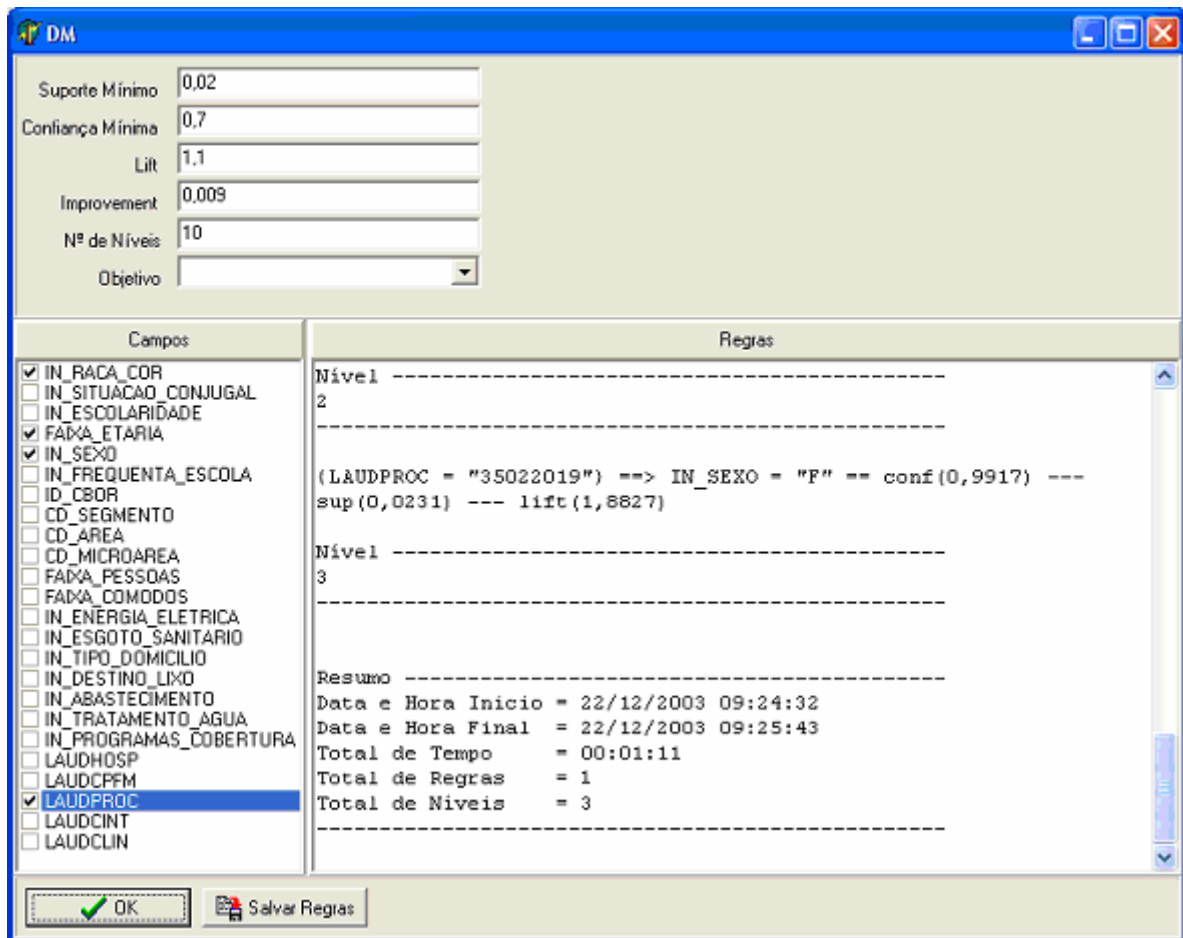 DM
Suporte Mínimo 0,02
Confiança Mínima 0,7
Lift 1,1
Improvement 0,009
Nº de Níveis 10
Objetivo
Campos
IN_RACA_COR
IN_SITUACAO_CONJUGAL
IN_ESCOLARIDADE
FAIXA_ETARIA
IN_SEXO
IN_FREQUENTA_ESCOLA
ID_CBOR
CD_SEGMENTO
CD_AREA
CD_MICROAREA
FAIXA_PESSOAS
FAIXA_COMODOS
IN_ENERGIA_ELETRICA
IN_ESGOTO_SANITARIO
IN_TIPO_DOMICILIO
IN_DESTINO_LIXO
IN_ABASTECIMENTO
IN_TRATAMENTO_AGUA
IN_PROGRAMAS_COBERTURA
LAUDHOSP
LAUDCPFM
LAUDPROC
LAUDCINT
LAUDCLIN
Regras
Nível --------------------------------------------
2
--------------------------------------------------
(LAUDPROC = "35022019") ==> IN_SEXO = "F" == conf(0,9917) ---
sup(0,0231) --- lift(1,8827)
Nível --------------------------------------------
3
--------------------------------------------------
Resumo -------------------------------------------
Data e Hora Inicio = 22/12/2003 09:24:32
Data e Hora Final  = 22/12/2003 09:25:43
Total de Tempo     = 00:01:11
Total de Regras    = 1
Total de Níveis    = 3
--------------------------------------------------
OK
Salvar Regras